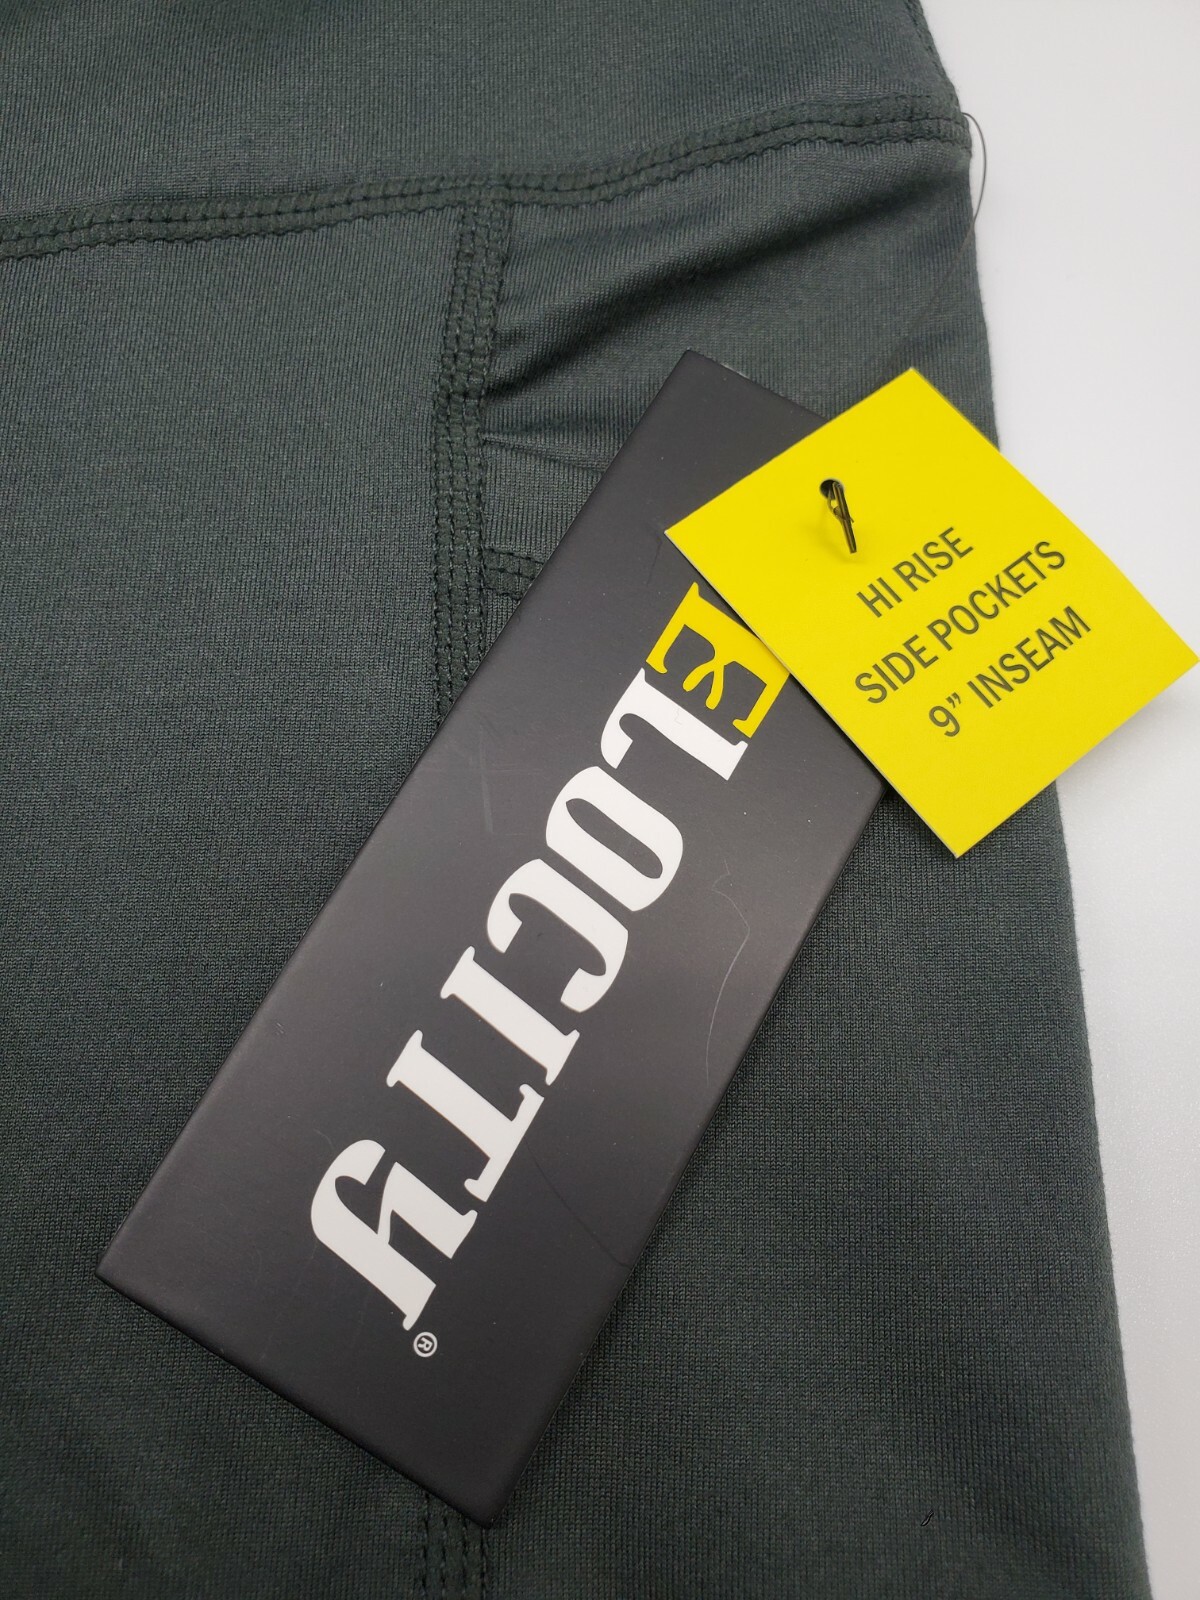 ELOCITY®
HI RISE
SIDE POCKETS
9" INSEAM